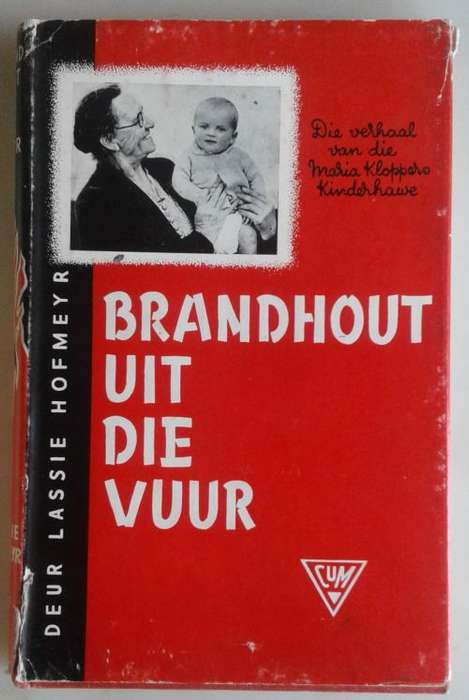 Die verhaal
van die
Maria Kloppers
Kinderhawe
BRANDHOUT
UIT
DIE
VUUR
DEUR LASSIE HOFMEYR
CUM